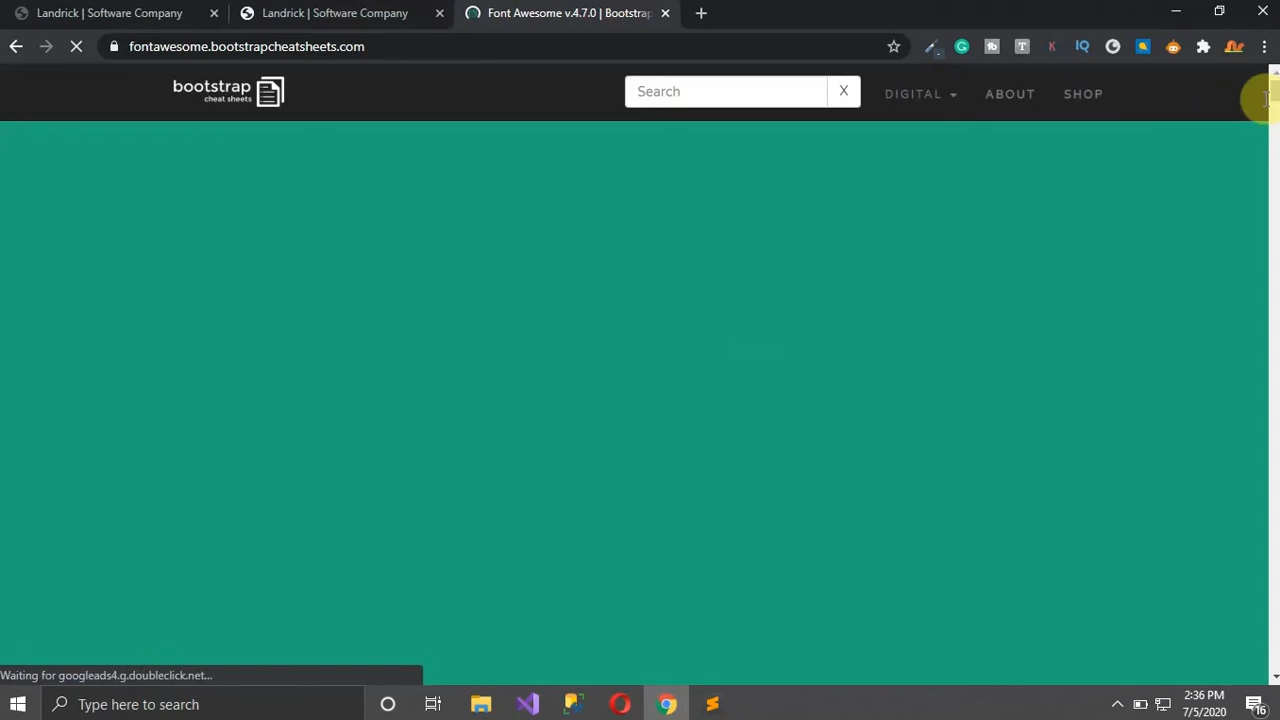 Landrick | Software Company
Landrick | Software Company
Font Awesome v.4.7.0 | Bootstrap
fontawesome.bootstrapcheatsheets.com
bootstrap
cheat sheets
Search
X
DIGITAL
ABOUT
SHOP
Waiting for googleads4.g.doubleclick.net...
Type here to search
2:36 PM
7/5/2020
16